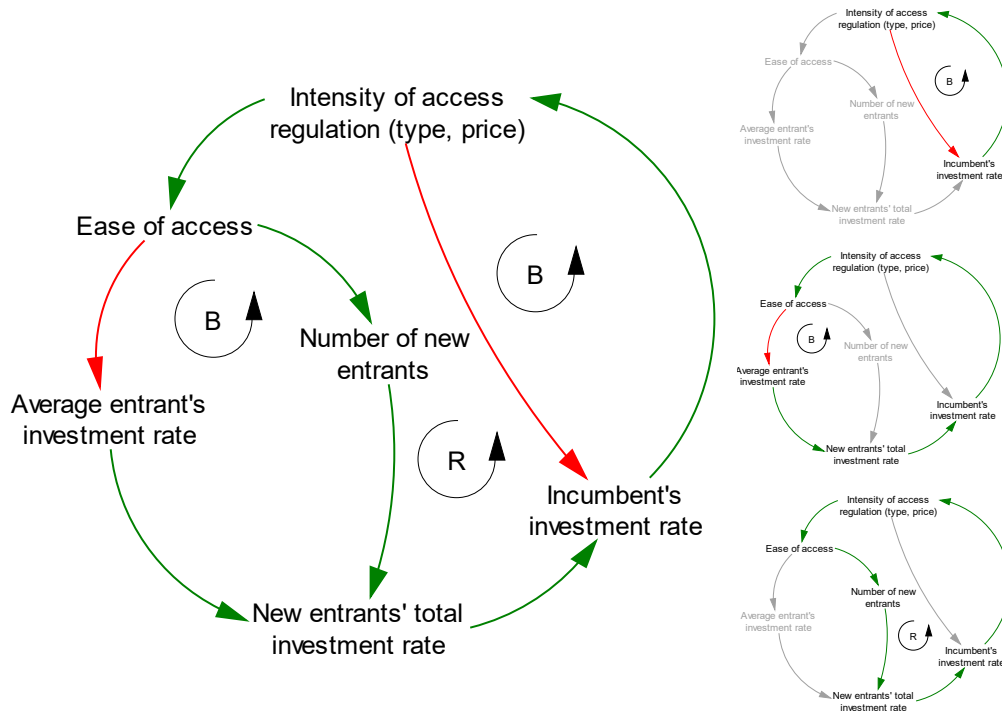 Intensity of access
regulation (type, price)
Ease of access
B
B
Number of new
entrants
Average entrant's
investment rate
R
Incumbent's
investment rate
New entrants' total
investment rate
Intensity of access
regulation (type, price)
Ease of access
B
Number of new
entrants
Average entrant's
investment rate
Incumbent's
investment rate
New entrants' total
investment rate
Intensity of access
regulation (type, price)
Ease of access
B
Number of new
entrants
Average entrant's
investment rate
Incumbent's
investment rate
New entrants' total
investment rate
Intensity of access
regulation (type, price)
Ease of access
Number of new
entrants
Average entrant's
investment rate
R
Incumbent's
investment rate
New entrants' total
investment rate